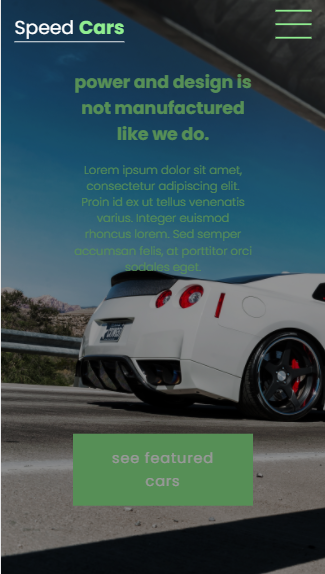 Speed Cars
power and design is
not manufactured
like we do.
Lorem ipsum dolor sit amet,
consectetur adipiscing elit.
Proin id ex ut tellus venenatis
varius. Integer euismod
rhoncus lorem. Sed semper
accumsan felis, at porttitor orci
sodales eget.
see featured
cars